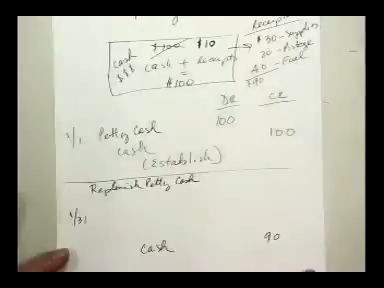 Receipts
$100 $10
$30 - Supplies
cash
20 - Postage
$$$ cash + receipts
40 - Fuel
=
$90
$100
DR CR
1/1 Petty Cash 100
Cash 100
(Establish)
Replenish Petty Cash
1/31
Cash 90